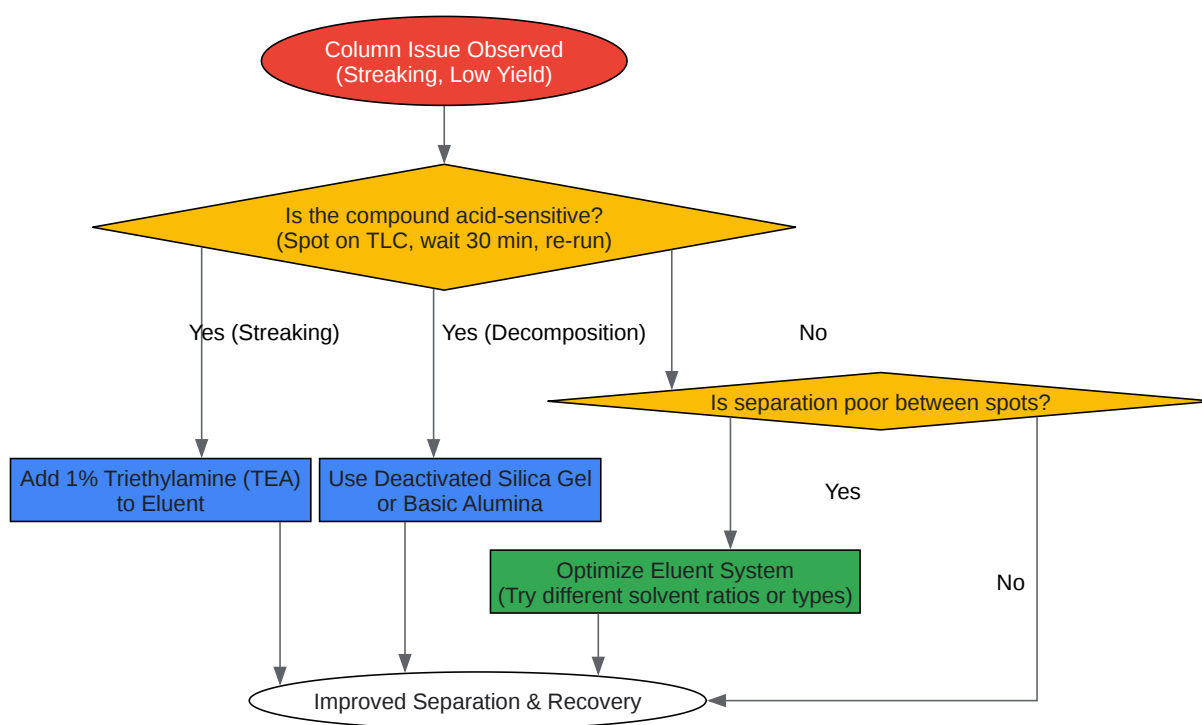 Column Issue Observed
(Streaking, Low Yield)
Is the compound acid-sensitive?
(Spot on TLC, wait 30 min, re-run)
Yes (Streaking)
Yes (Decomposition)
No
Is separation poor between spots?
Add 1% Triethylamine (TEA)
to Eluent
Use Deactivated Silica Gel
or Basic Alumina
Yes
Optimize Eluent System
(Try different solvent ratios or types)
No
Improved Separation & Recovery